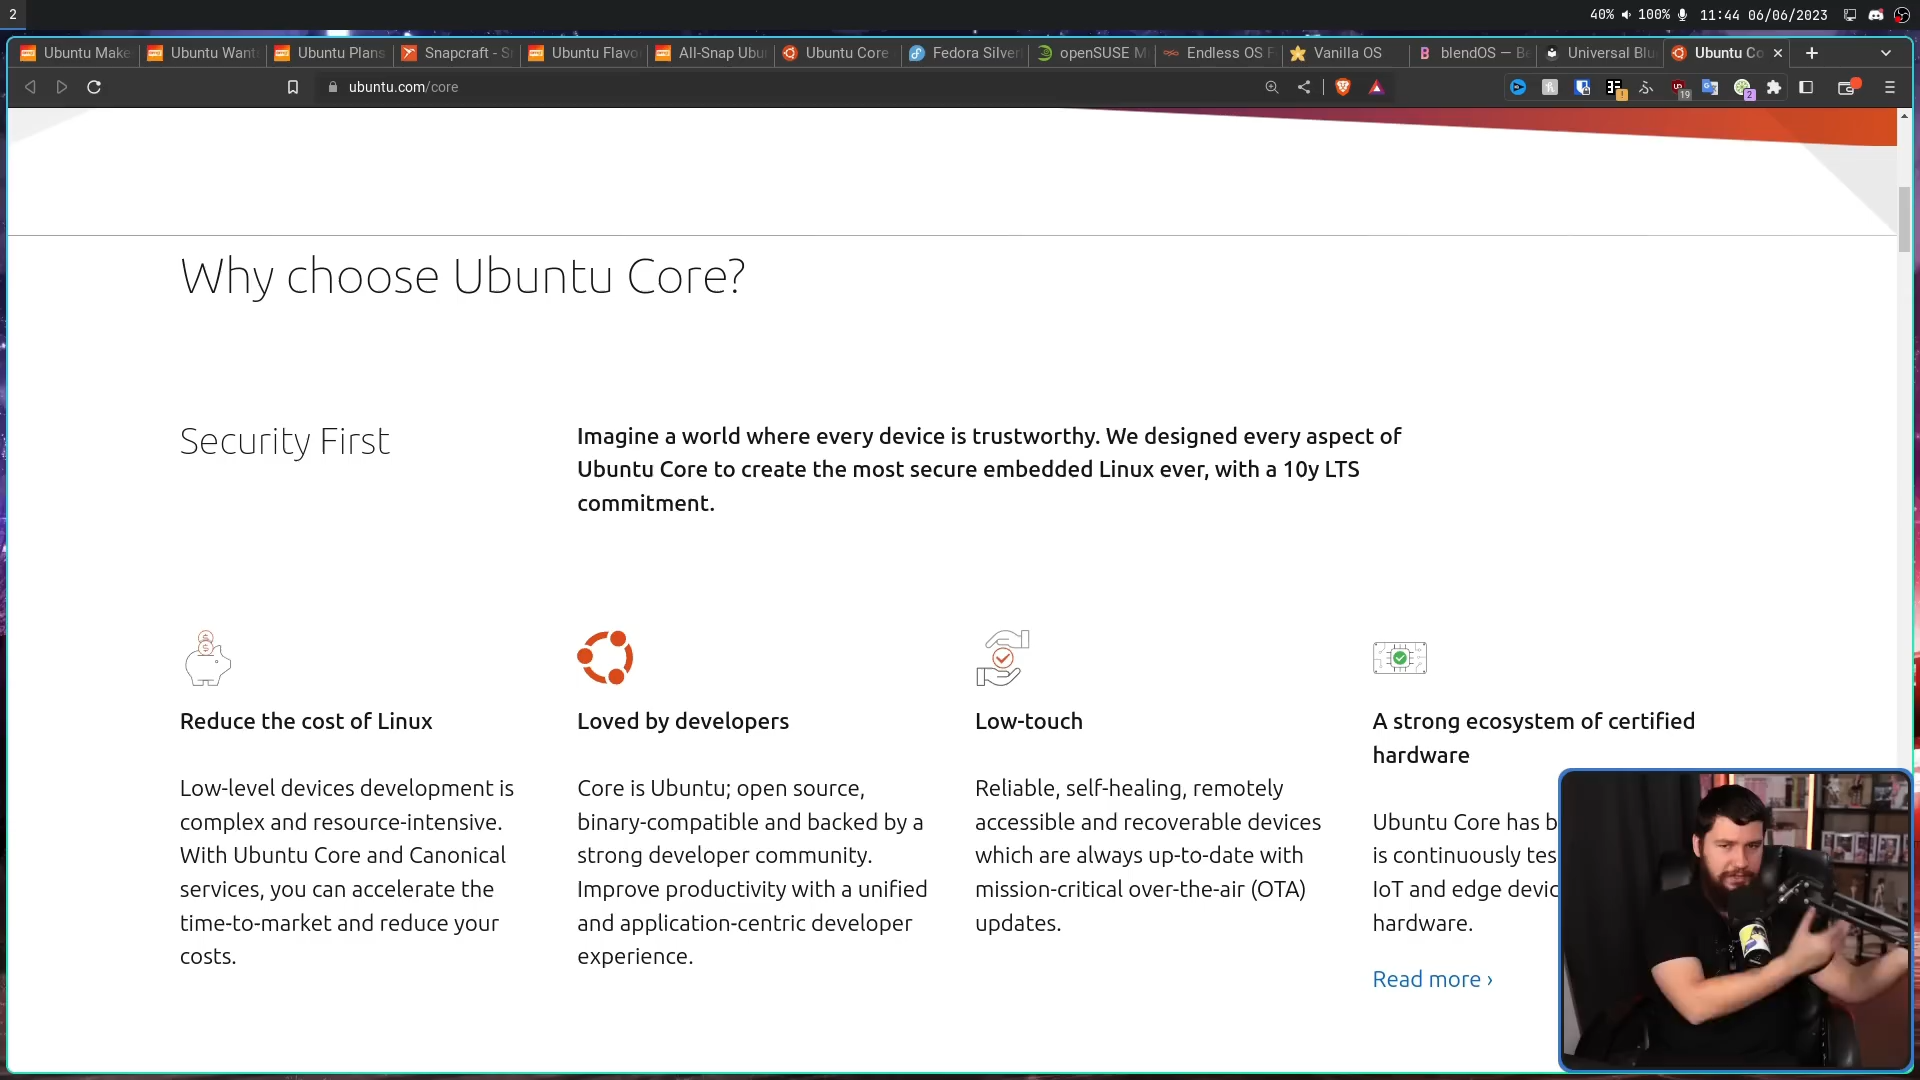 2
40% 100% 11:44 06/06/2023
Ubuntu Make
Ubuntu Want
Ubuntu Plans
Snapcraft - S
Ubuntu Flavo
All-Snap Ubu
Ubuntu Core
Fedora Silver
openSUSE M
Endless OS F
Vanilla OS
blendOS — Be
Universal Blu
Ubuntu Co
ubuntu.com/core
19
2
Why choose Ubuntu Core?
Security First
Imagine a world where every device is trustworthy. We designed every aspect of
Ubuntu Core to create the most secure embedded Linux ever, with a 10y LTS
commitment.
Reduce the cost of Linux
Low-level devices development is
complex and resource-intensive.
With Ubuntu Core and Canonical
services, you can accelerate the
time-to-market and reduce your
costs.
Loved by developers
Core is Ubuntu; open source,
binary-compatible and backed by a
strong developer community.
Improve productivity with a unified
and application-centric developer
experience.
Low-touch
Reliable, self-healing, remotely
accessible and recoverable devices
which are always up-to-date with
mission-critical over-the-air (OTA)
updates.
A strong ecosystem of certified
hardware
Ubuntu Core has b
is continuously tes
IoT and edge devic
hardware.
Read more ›